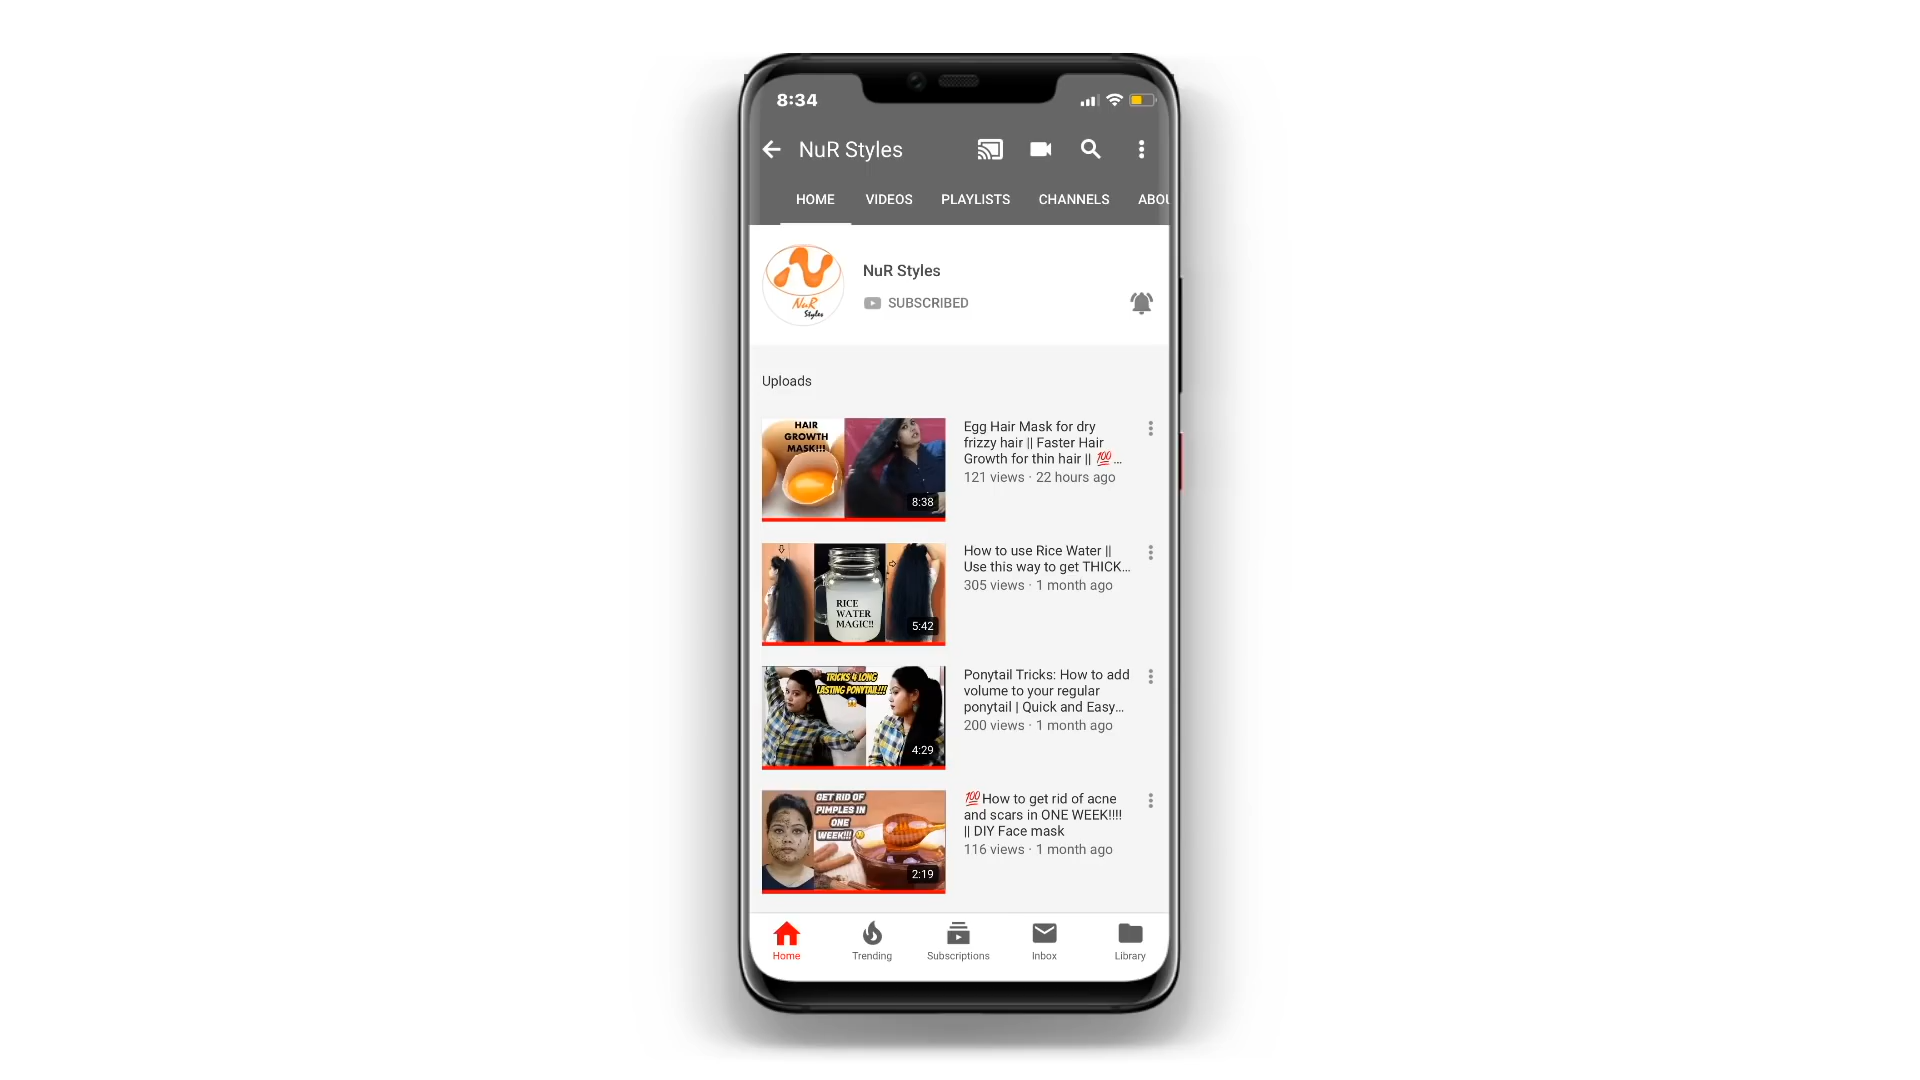 8:34
NuR Styles
HOME VIDEOS PLAYLISTS CHANNELS ABOU
NuR Styles
NuR
Styles
SUBSCRIBED
Uploads
HAIR
GROWTH
MASK!!!
8:38
Egg Hair Mask for dry
frizzy hair || Faster Hair
Growth for thin hair || 💯...
121 views · 22 hours ago
RICE
WATER
MAGIC!!
5:42
How to use Rice Water ||
Use this way to get THICK...
305 views · 1 month ago
TRICKS 4 LONG
LASTING PONYTAIL!!!
4:29
Ponytail Tricks: How to add
volume to your regular
ponytail | Quick and Easy...
200 views · 1 month ago
GET RID OF
PIMPLES IN
ONE
WEEK!!!
2:19
💯How to get rid of acne
and scars in ONE WEEK!!!!
|| DIY Face mask
116 views · 1 month ago
Home Trending Subscriptions Inbox Library